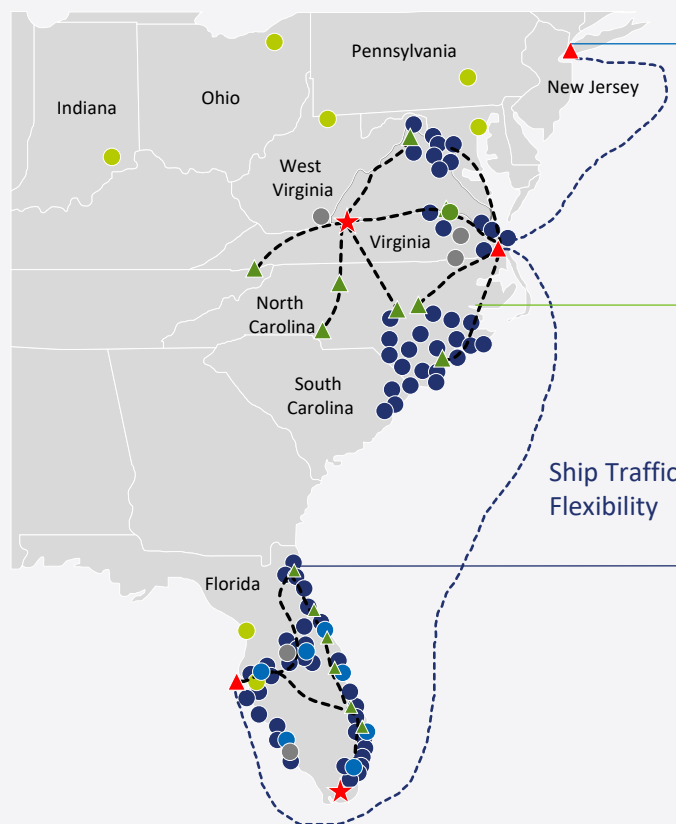 Pennsylvania
New Jersey
Ohio
Indiana
West
Virginia
Virginia
North
Carolina
South
Carolina
Ship Traffic
Flexibility
Florida